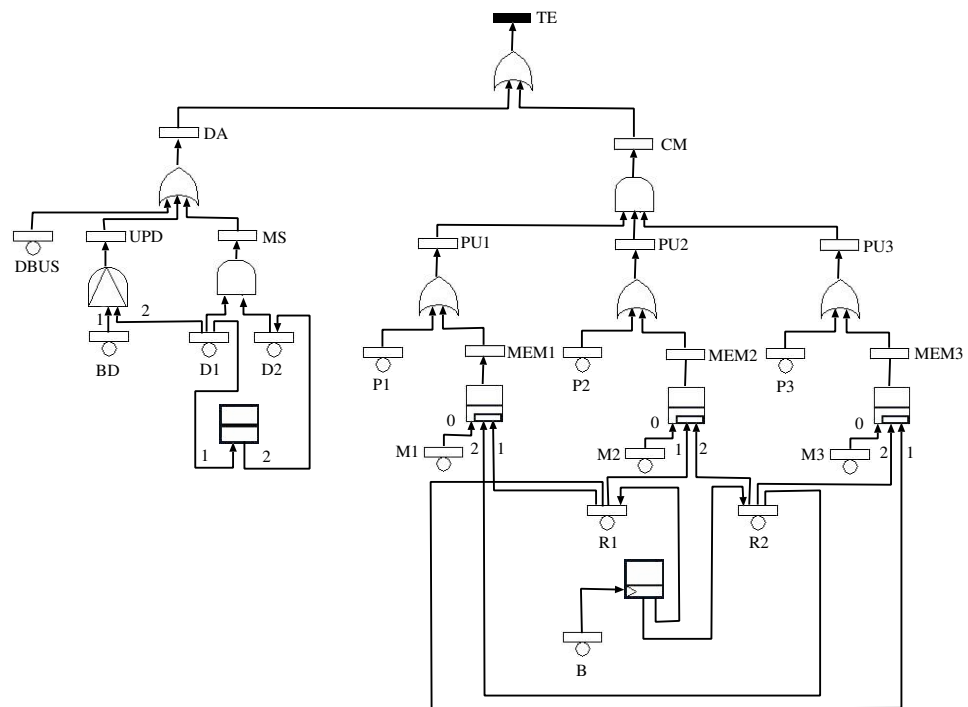 TE
DA
CM
UPD
MS
PU1
PU2
PU3
DBUS
1
2
BD
D1
D2
P1
MEM1
P2
MEM2
P3
MEM3
0
0
0
M1
2
1
M2
1
2
M3
2
1
1
2
R1
R2
B